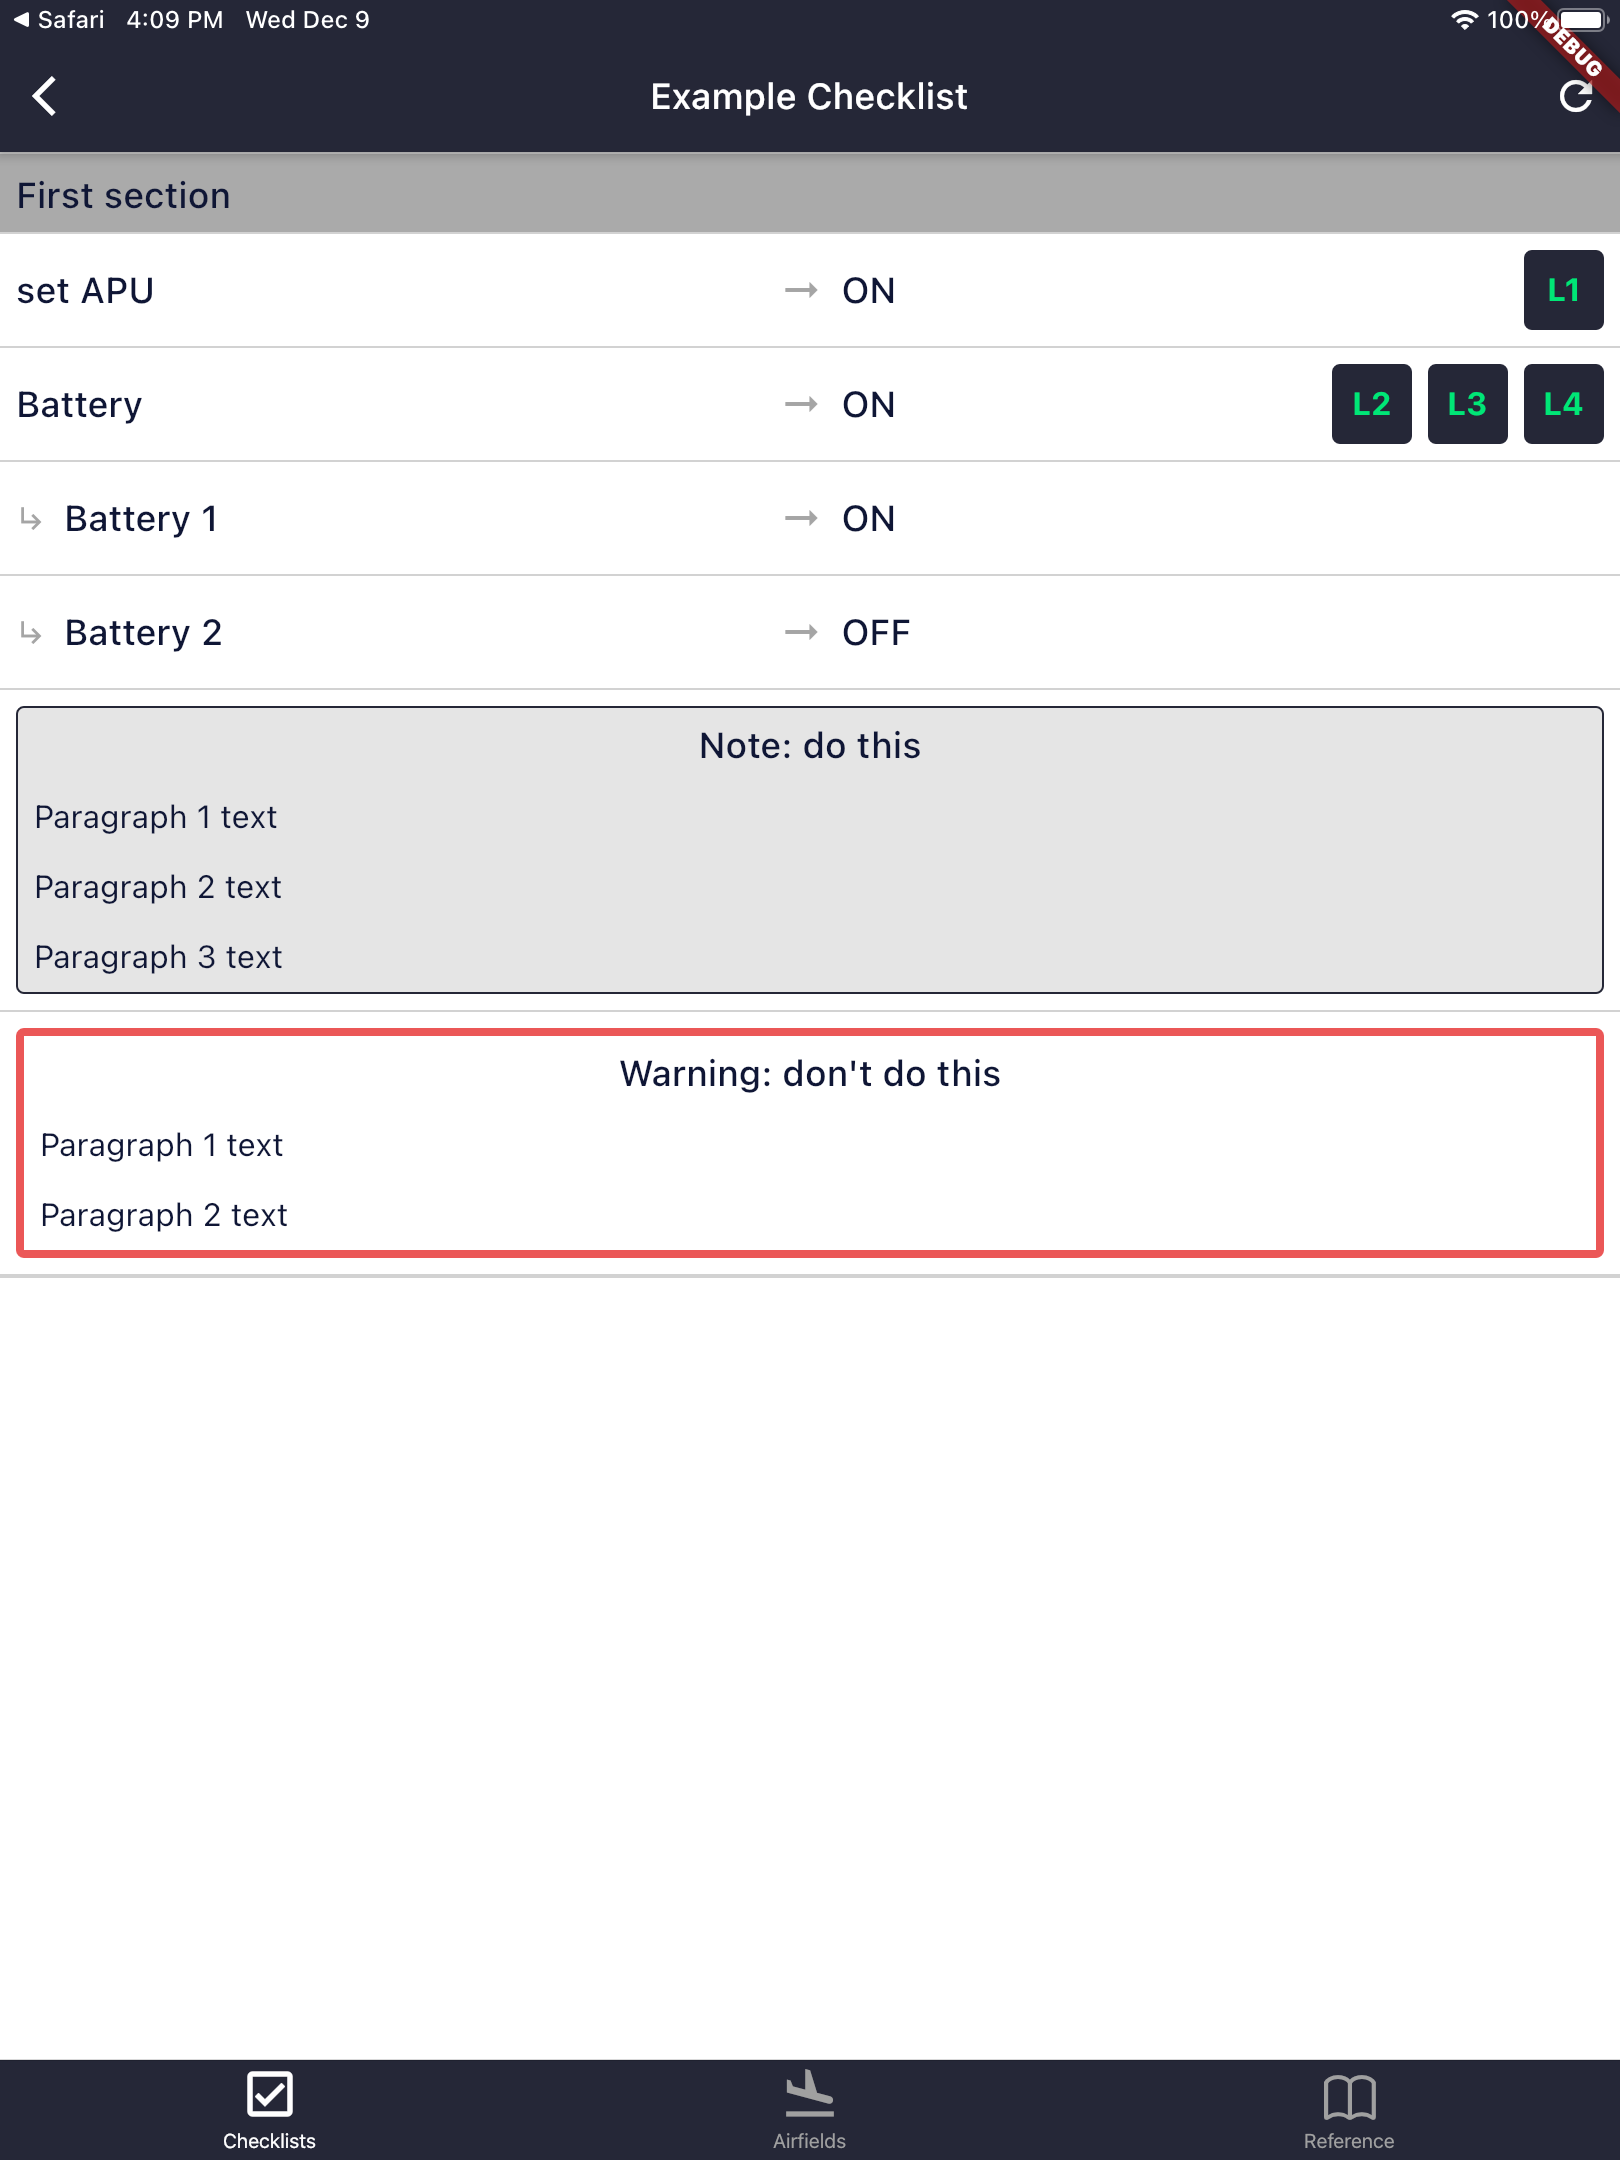 Safari 4:09 PM Wed Dec 9 100%
DEBUG
Example Checklist
First section
set APU → ON L1
Battery → ON L2 L3 L4
↳ Battery 1 → ON
↳ Battery 2 → OFF
Note: do this
Paragraph 1 text
Paragraph 2 text
Paragraph 3 text
Warning: don't do this
Paragraph 1 text
Paragraph 2 text
Checklists Airfields Reference